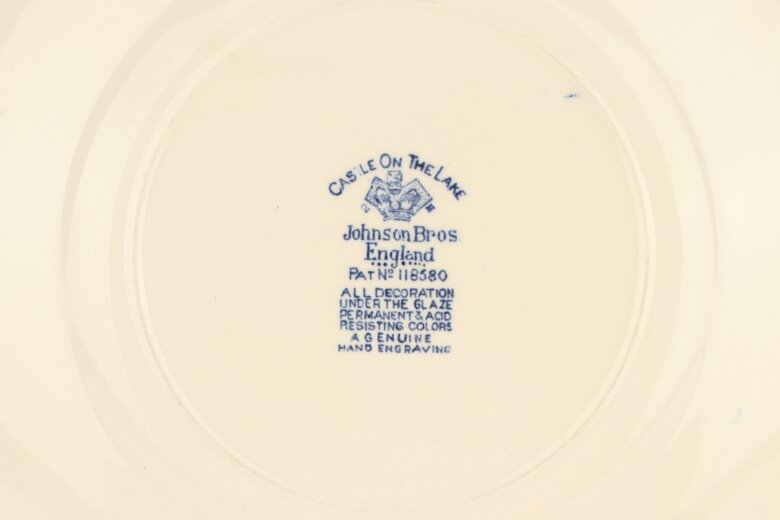 CASTLE ON THE LAKE
Johnson Bros
England
PAT Nº 118580
ALL DECORATION
UNDER THE GLAZE
PERMANENT & ACID
RESISTING COLORS
A GENUINE
HAND ENGRAVING